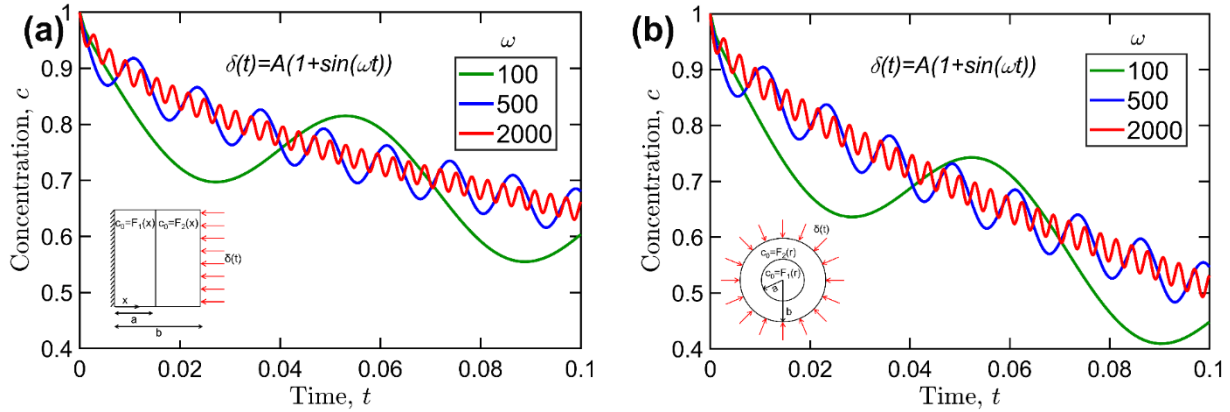 (a)
δ(t)=A(1+sin(ωt))
ω
100
500
2000
Concentration, c
1
0.9
0.8
0.7
0.6
0.5
0.4
c₀=F₁(x) c₀=F₂(x)
δ(t)
x
a
b
0 0.02 0.04 0.06 0.08 0.1
Time, t
(b)
δ(t)=A(1+sin(ωt))
ω
100
500
2000
Concentration, c
1
0.9
0.8
0.7
0.6
0.5
0.4
δ(t)
c₀=F₂(r)
c₀=F₁(r)
a
b
0 0.02 0.04 0.06 0.08 0.1
Time, t